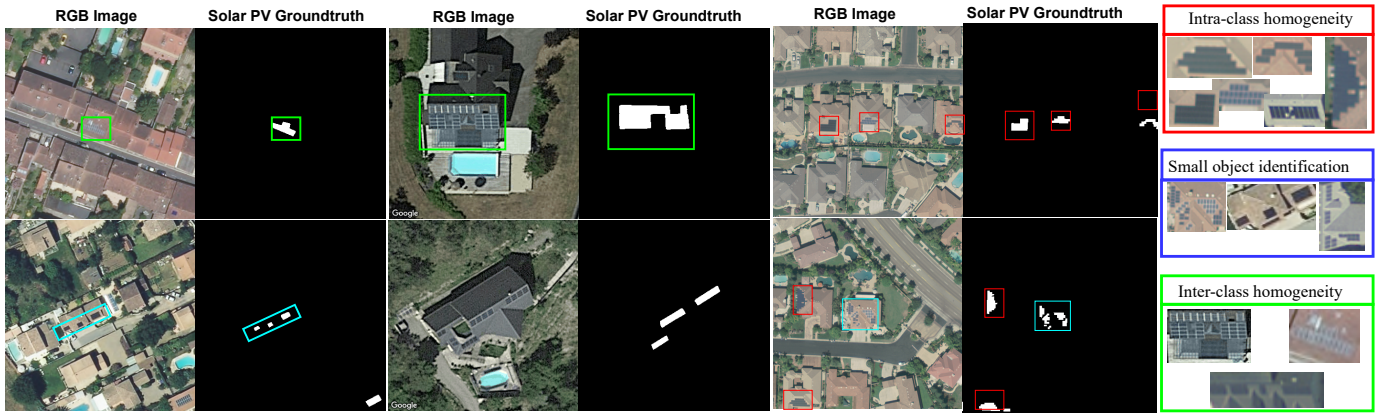 RGB Image
Solar PV Groundtruth
RGB Image
Solar PV Groundtruth
RGB Image
Solar PV Groundtruth
Intra-class homogeneity
Small object identification
Inter-class homogeneity
Google
Google